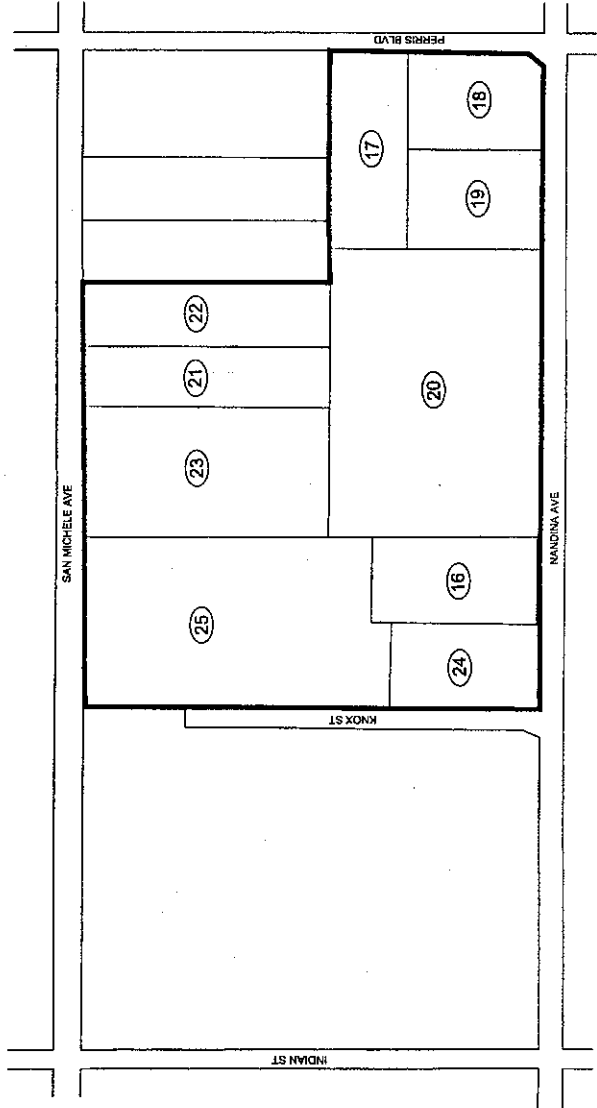 PERRIS BLVD
17
18
19
22
21
20
23
SAN MICHELE AVE
NANDINA AVE
16
25
24
KNOX ST
INDIAN ST